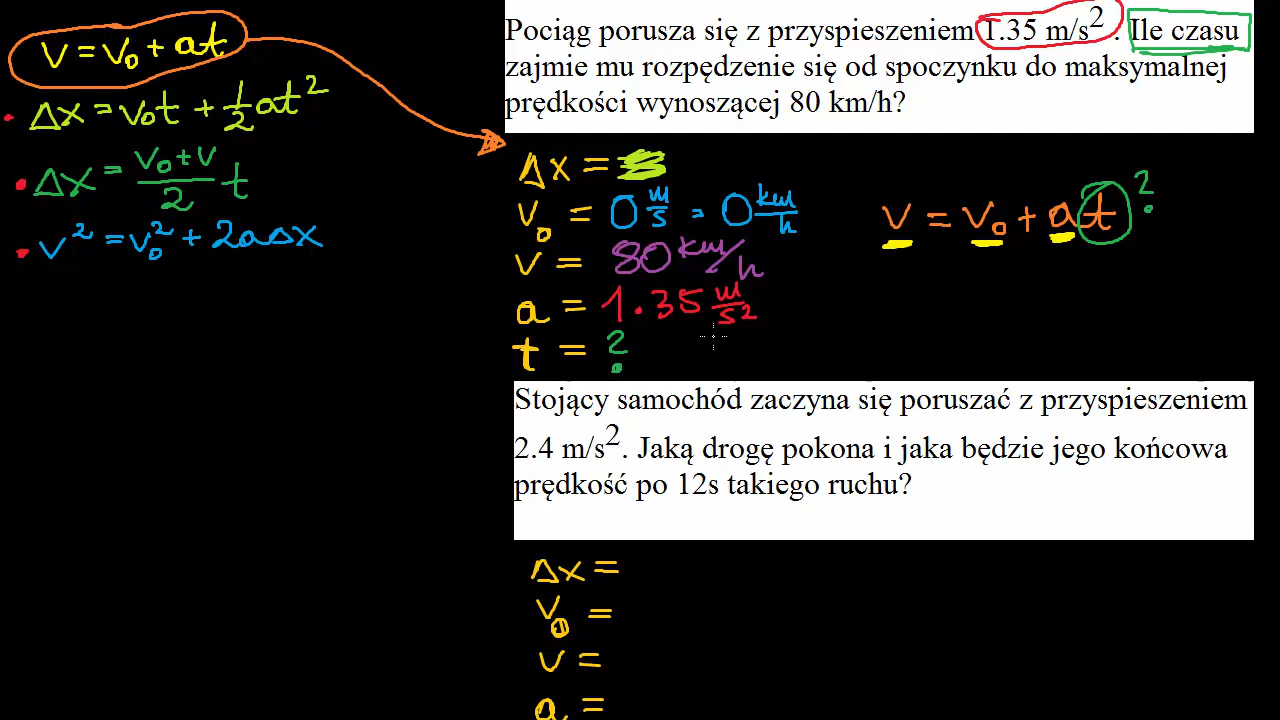 V = V₀ + at
Δx = V₀t + 1/2 at²
Δx = (V₀ + V)/2 t
V² = V₀² + 2aΔx
Pociąg porusza się z przyspieszeniem 1.35 m/s². Ile czasu
zajmie mu rozpędzenie się od spoczynku do maksymalnej
prędkości wynoszącej 80 km/h?
Δx =
V₀ = 0 m/s = 0 km/h
V = 80 km/h
a = 1.35 m/s²
t = ?
V = V₀ + at ?
Stojący samochód zaczyna się poruszać z przyspieszeniem
2.4 m/s². Jaką drogę pokona i jaka będzie jego końcowa
prędkość po 12s takiego ruchu?
Δx =
V₀ =
V =
a =